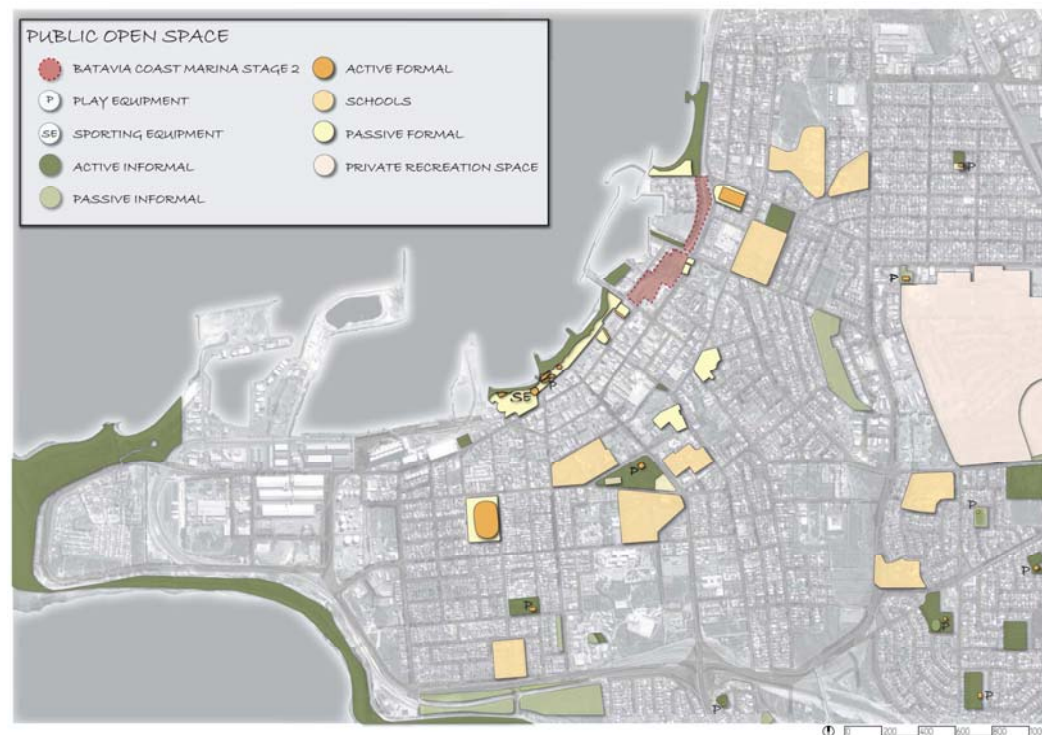 PUBLIC OPEN SPACE
BATAVIA COAST MARINA STAGE 2
P PLAY EQUIPMENT
SE SPORTING EQUIPMENT
ACTIVE INFORMAL
PASSIVE INFORMAL
ACTIVE FORMAL
SCHOOLS
PASSIVE FORMAL
PRIVATE RECREATION SPACE
P
P
P
SE
P
P
P
P
P
P
P
0 200 400 600 800